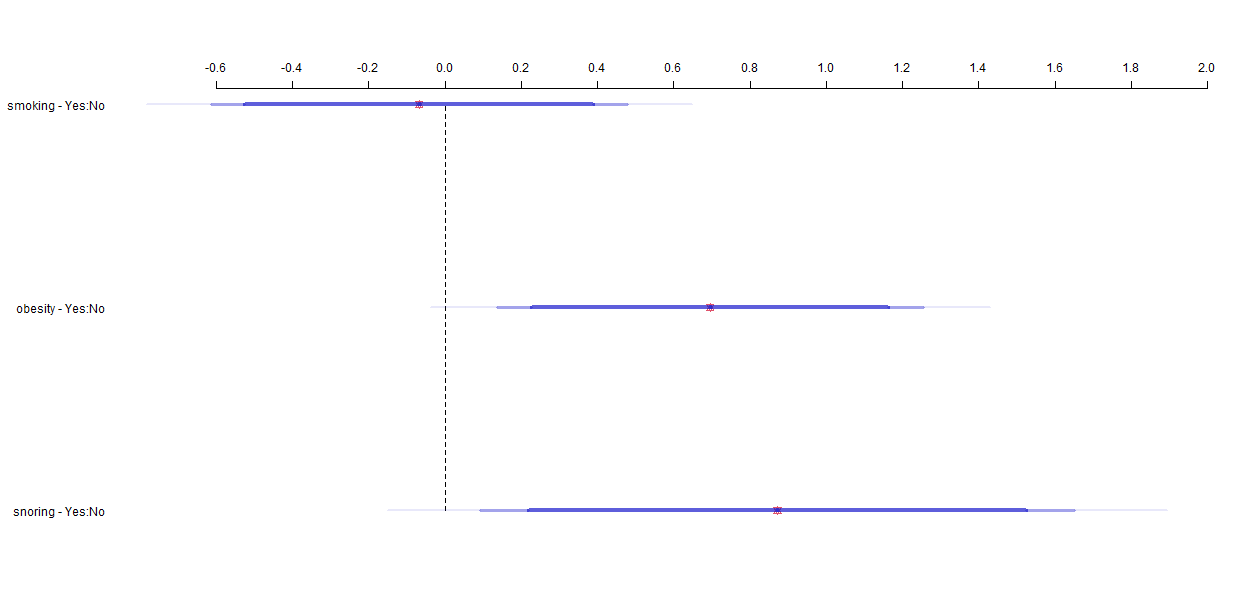 -0.6 -0.4 -0.2 0.0 0.2 0.4 0.6 0.8 1.0 1.2 1.4 1.6 1.8 2.0
smoking - Yes:No
obesity - Yes:No
snoring - Yes:No